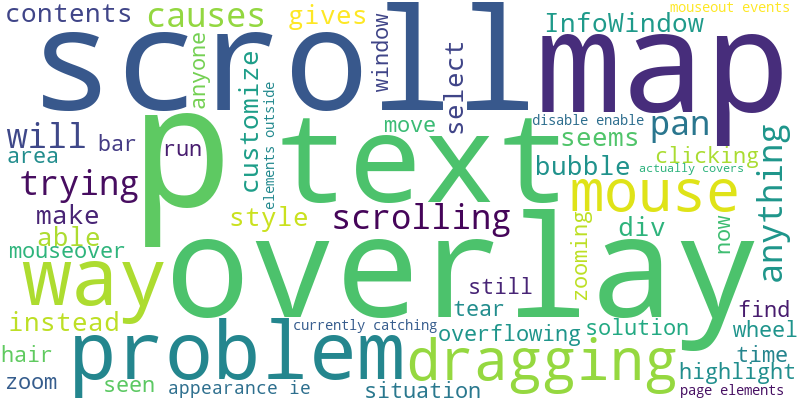 contents
causes
gives
mouseout events
scroll
map
InfoWindow
anyone
window
select
customize
elements outside
p
text
move
disable enable
seems
pan
will
bar
run
area
bubble
clicking
actually covers
trying
mouse
anything
make
style
scrolling
div
able
mouseover
way
overlay
zooming
now
still
instead
tear
find
problem
currently catching
overflowing
solution
wheel
hair
dragging
time
highlight
zoom
seen
appearance ie
situation
page elements